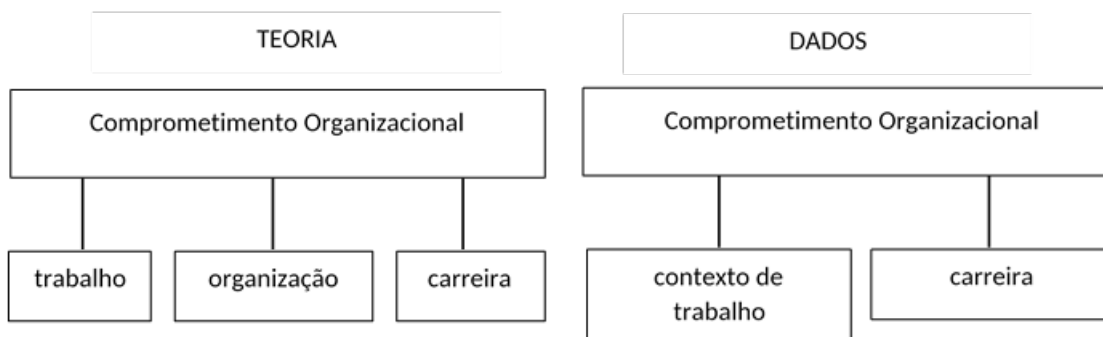 TEORIA
Comprometimento Organizacional
trabalho
organização
carreira
DADOS
Comprometimento Organizacional
contexto de
trabalho
carreira